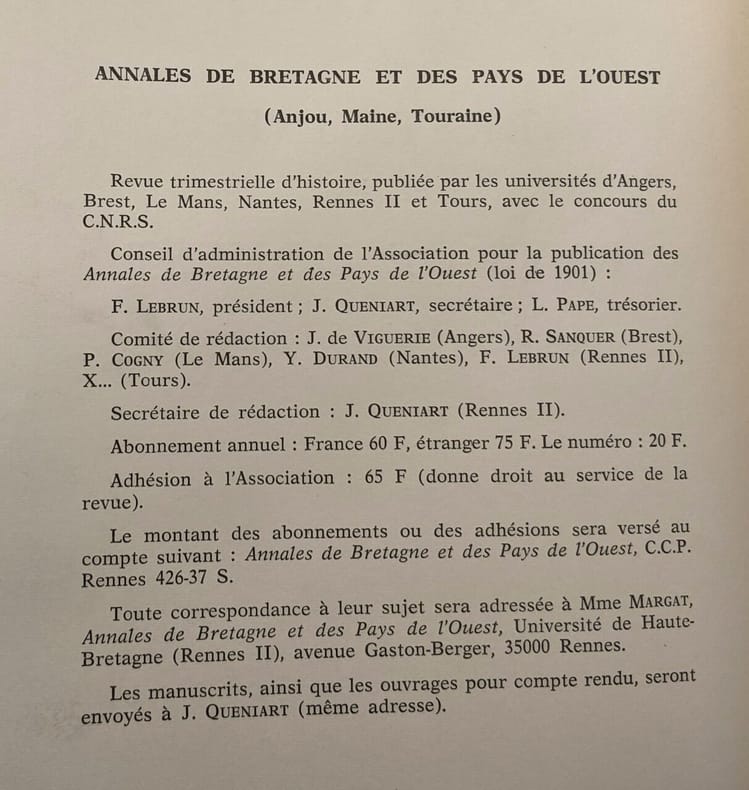 ANNALES DE BRETAGNE ET DES PAYS DE L'OUEST
(Anjou, Maine, Touraine)
Revue trimestrielle d'histoire, publiée par les universités d'Angers,
Brest, Le Mans, Nantes, Rennes II et Tours, avec le concours du
C.N.R.S.
Conseil d'administration de l'Association pour la publication des
Annales de Bretagne et des Pays de l'Ouest (loi de 1901) :
F. LEBRUN, président ; J. QUENIART, secrétaire ; L. PAPE, trésorier.
Comité de rédaction : J. de VIGUERIE (Angers), R. SANQUER (Brest),
P. COGNY (Le Mans), Y. DURAND (Nantes), F. LEBRUN (Rennes II),
X... (Tours).
Secrétaire de rédaction : J. QUENIART (Rennes II).
Abonnement annuel : France 60 F, étranger 75 F. Le numéro : 20 F.
Adhésion à l'Association : 65 F (donne droit au service de la
revue).
Le montant des abonnements ou des adhésions sera versé au
compte suivant : Annales de Bretagne et des Pays de l'Ouest, C.C.P.
Rennes 426-37 S.
Toute correspondance à leur sujet sera adressée à Mme MARGAT,
Annales de Bretagne et des Pays de l'Ouest, Université de Haute-
Bretagne (Rennes II), avenue Gaston-Berger, 35000 Rennes.
Les manuscrits, ainsi que les ouvrages pour compte rendu, seront
envoyés à J. QUENIART (même adresse).